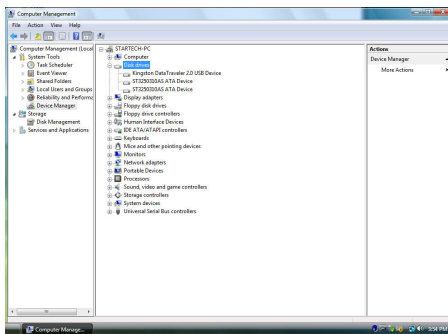 Computer Management
File Action View Help
Computer Management (Local
System Tools
Task Scheduler
Event Viewer
Shared Folders
Local Users and Groups
Reliability and Performa
Device Manager
Storage
Disk Management
Services and Applications
STARTECH-PC
Computer
Disk drives
Kingston DataTraveler 2.0 USB Device
ST3250310AS ATA Device
ST3250310AS ATA Device
Display adapters
Floppy disk drives
Floppy drive controllers
Human Interface Devices
IDE ATA/ATAPI controllers
Keyboards
Mice and other pointing devices
Monitors
Network adapters
Portable Devices
Processors
Sound, video and game controllers
Storage controllers
System devices
Universal Serial Bus controllers
Actions
Device Manager
More Actions
Computer Manage...
3:54 PM